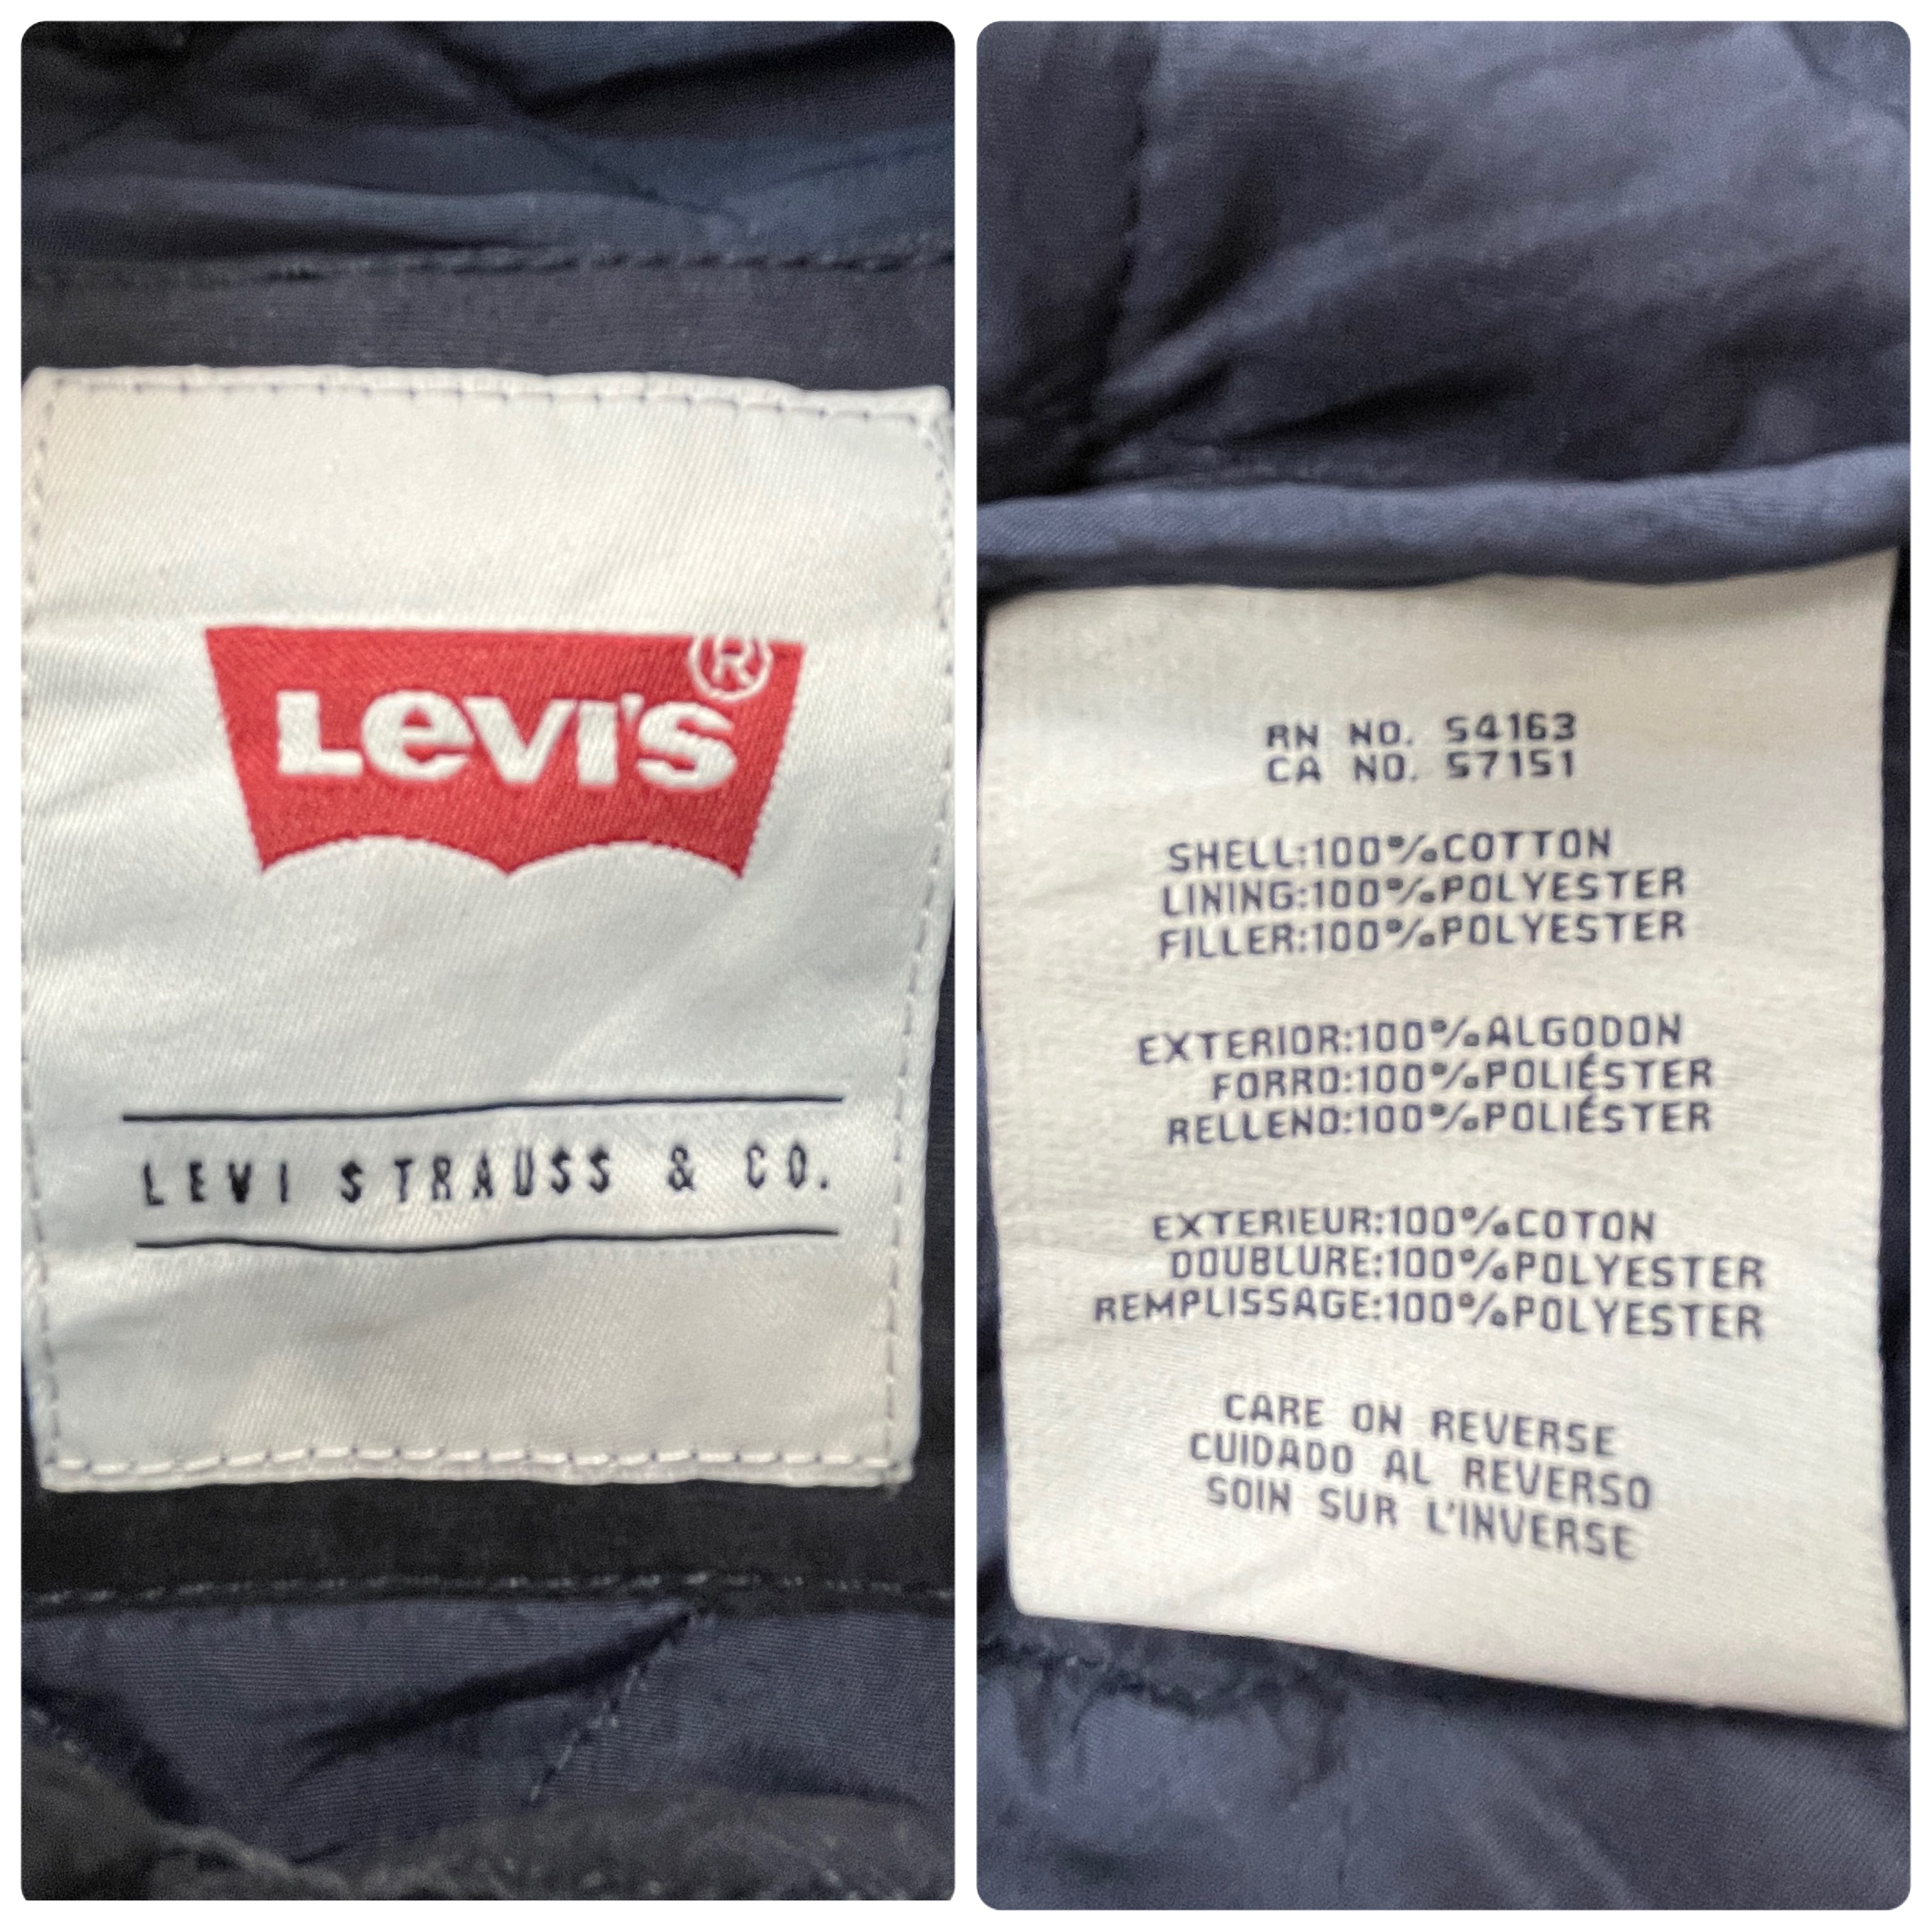 LEVI'S
®
LEVI STRAUSS & CO.
RN NO. 54163
CA NO. 57151
SHELL:100%COTTON
LINING:100%POLYESTER
FILLER:100%POLYESTER
EXTERIOR:100%ALGODON
FORRO:100%POLIÉSTER
RELLENO:100%POLIÉSTER
EXTERIEUR:100%COTON
DOUBLURE:100%POLYESTER
REMPLISSAGE:100%POLYESTER
CARE ON REVERSE
CUIDADO AL REVERSO
SOIN SUR L'INVERSE